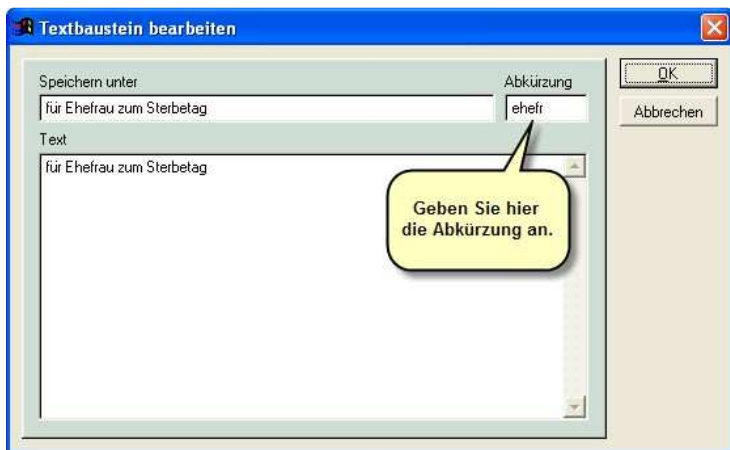 Textbaustein bearbeiten
Speichern unter
Abkürzung
OK
für Ehefrau zum Sterbetag
ehefr
Abbrechen
Text
für Ehefrau zum Sterbetag
Geben Sie hier
die Abkürzung an.